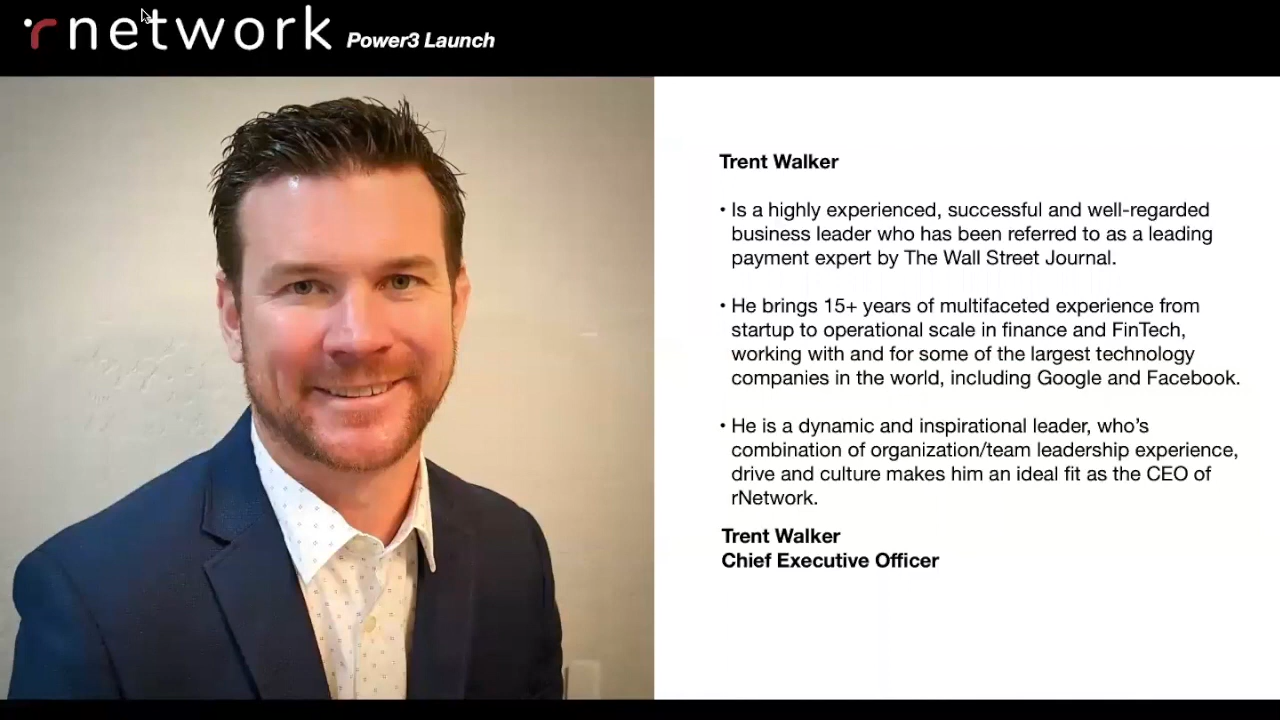 rnetwork Power3 Launch
Trent Walker
• Is a highly experienced, successful and well-regarded
business leader who has been referred to as a leading
payment expert by The Wall Street Journal.
• He brings 15+ years of multifaceted experience from
startup to operational scale in finance and FinTech,
working with and for some of the largest technology
companies in the world, including Google and Facebook.
• He is a dynamic and inspirational leader, who's
combination of organization/team leadership experience,
drive and culture makes him an ideal fit as the CEO of
rNetwork.
Trent Walker
Chief Executive Officer